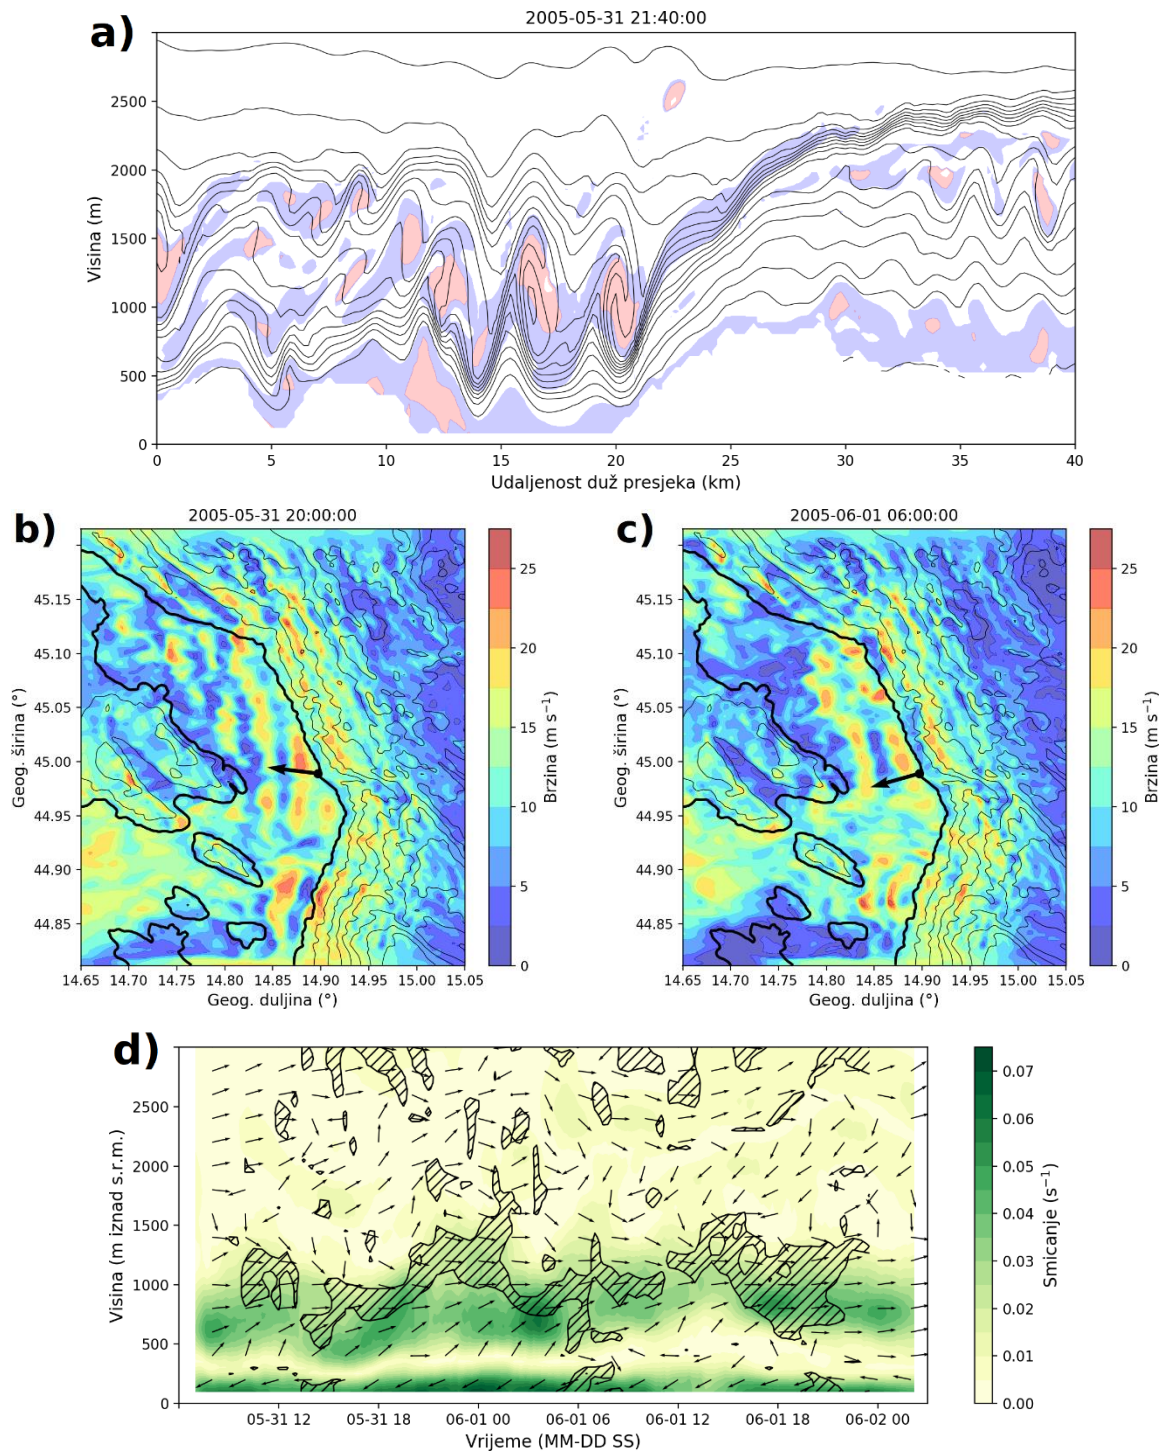 a)
2005-05-31 21:40:00
Visina (m)
2500
2000
1500
1000
500
0
0 5 10 15 20 25 30 35 40
Udaljenost duž presjeka (km)
b)
2005-05-31 20:00:00
Geog. širina (°)
45.15
45.10
45.05
45.00
44.95
44.90
44.85
14.65 14.70 14.75 14.80 14.85 14.90 14.95 15.00 15.05
Geog. duljina (°)
25
20
15
10
5
0
Brzina (m s⁻¹)
c)
2005-06-01 06:00:00
Geog. širina (°)
45.15
45.10
45.05
45.00
44.95
44.90
44.85
14.65 14.70 14.75 14.80 14.85 14.90 14.95 15.00 15.05
Geog. duljina (°)
25
20
15
10
5
0
Brzina (m s⁻¹)
d)
Visina (m iznad s.r.m.)
2500
2000
1500
1000
500
0
05-31 12 05-31 18 06-01 00 06-01 06 06-01 12 06-01 18 06-02 00
Vrijeme (MM-DD SS)
0.07
0.06
0.05
0.04
0.03
0.02
0.01
0.00
Smicanje (s⁻¹)